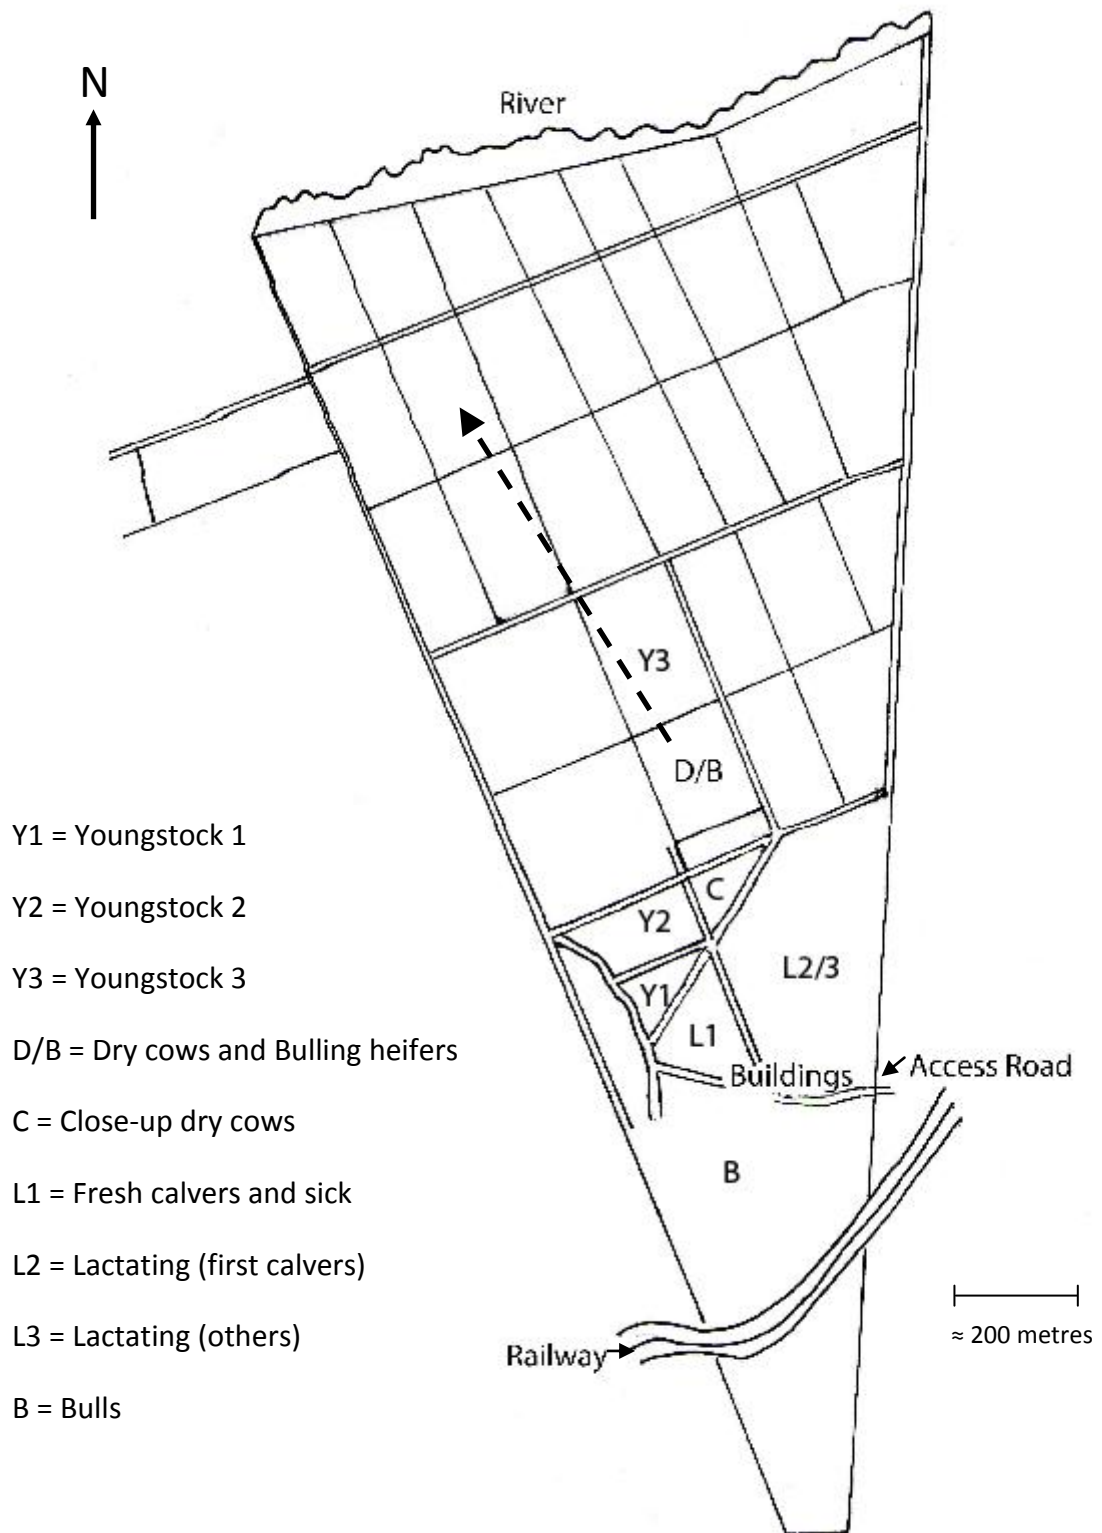 N
River
Y3
D/B
C
Y2
L2/3
Y1
L1
Buildings
Access Road
B
Railway
≈ 200 metres
Y1 = Youngstock 1
Y2 = Youngstock 2
Y3 = Youngstock 3
D/B = Dry cows and Bulling heifers
C = Close-up dry cows
L1 = Fresh calvers and sick
L2 = Lactating (first calvers)
L3 = Lactating (others)
B = Bulls